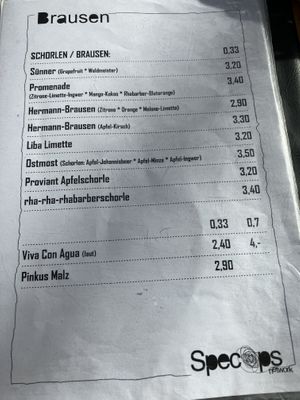 Brausen
SCHORLEN / BRAUSEN: 0,33
Sünner (Grapefruit * Waldmeister) 3,20
Promenade 3,40
(Zitrone-Limette-Ingwer * Mango-Kokos * Rhabarber-Blutorange)
Hermann-Brausen (Zitrone * Orange * Melone-Limette) 2,90
Hermann-Brausen (Apfel-Kirsch) 3,30
Liba Limette 3,20
Ostmost (Schorlen: Apfel-Johannisbeer * Apfel-Minze * Apfel-Ingwer) 3,50
Proviant Apfelschorle 3,20
rha-rha-rhabarberschorle 3,40
0,33 0,7
Viva Con Agua (laut) 2,40 4,-
Pinkus Malz 2,90
SpecOps
network